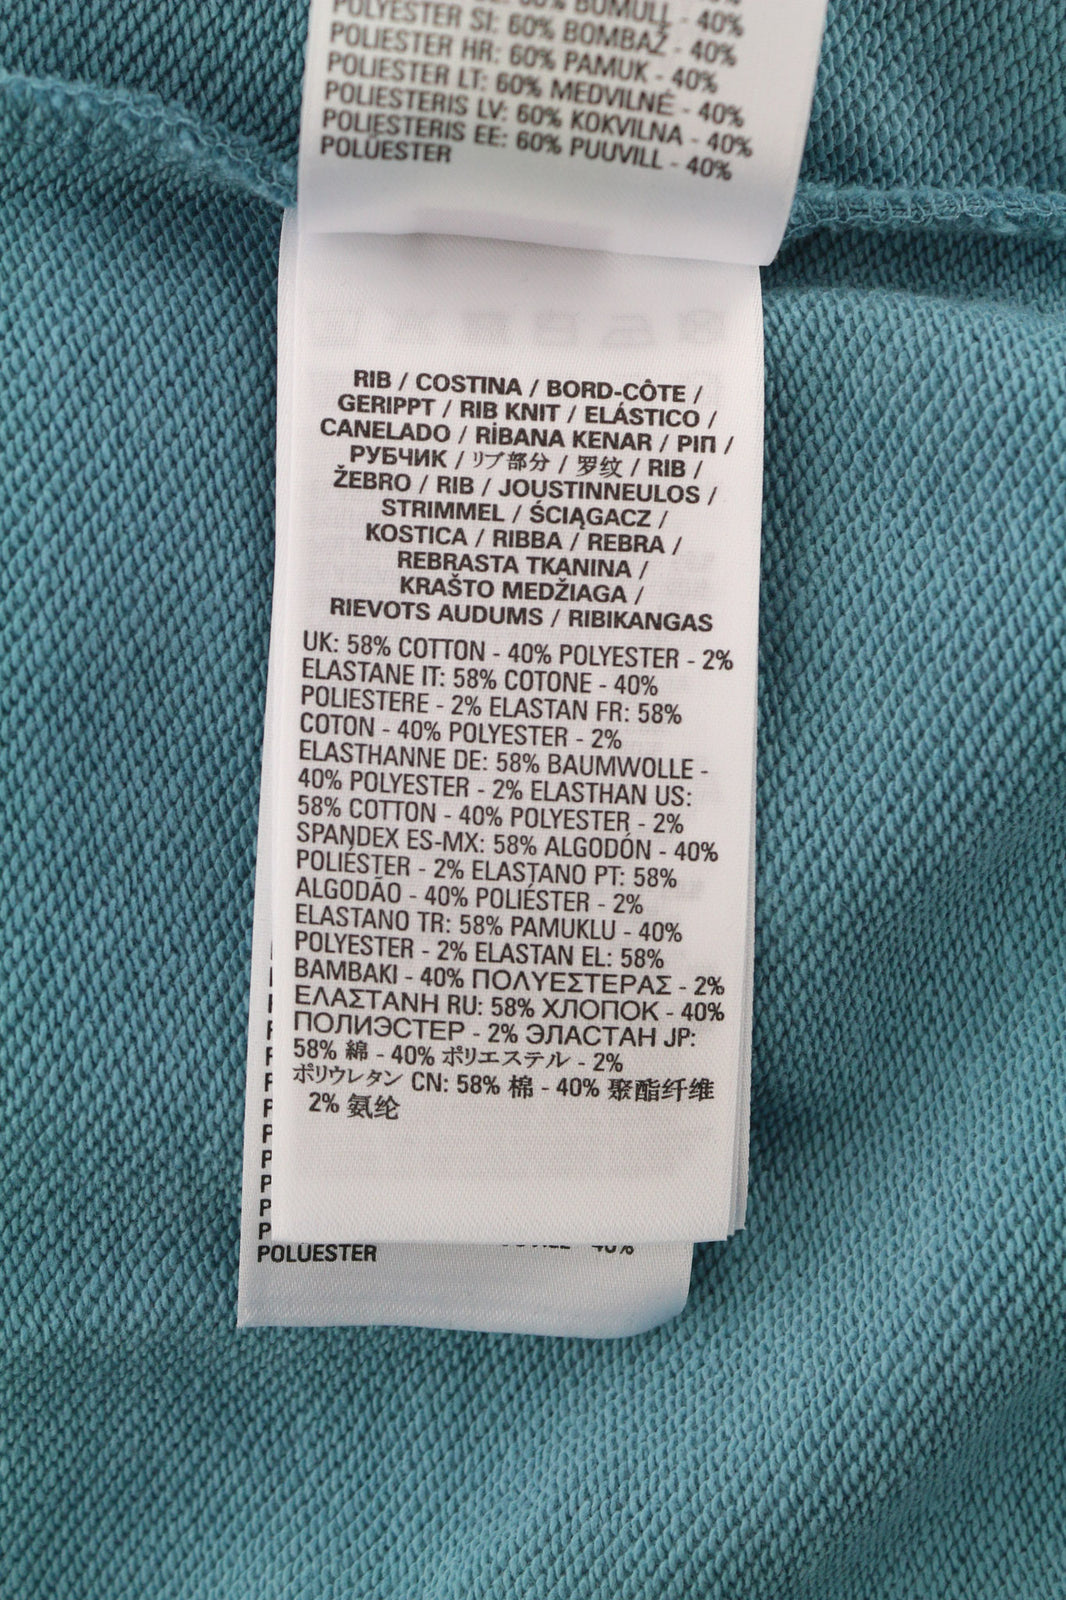 60% BUMULL - 40%
POLYESTER SI: 60% BOMBAŽ - 40%
POLIESTER HR: 60% PAMUK - 40%
POLIESTER LT: 60% MEDVILNĖ - 40%
POLIESTERIS LV: 60% KOKVILNA - 40%
POLIESTERIS EE: 60% PUUVILL - 40%
POLÜESTER
RIB / COSTINA / BORD-CÔTE /
GERIPPT / RIB KNIT / ELÁSTICO /
CANELADO / RİBANA KENAR / ΡΙΠ /
РУБЧИК / リブ部分 / 罗纹 / RIB /
ŽEBRO / RIB / JOUSTINNEULOS /
STRIMMEL / ŚCIĄGACZ /
KOSTICA / RIBBA / REBRA /
REBRASTA TKANINA /
KRAŠTO MEDŽIAGA /
RIEVOTS AUDUMS / RIBIKANGAS
UK: 58% COTTON - 40% POLYESTER - 2%
ELASTANE IT: 58% COTONE - 40%
POLIESTERE - 2% ELASTAN FR: 58%
COTON - 40% POLYESTER - 2%
ELASTHANNE DE: 58% BAUMWOLLE -
40% POLYESTER - 2% ELASTHAN US:
58% COTTON - 40% POLYESTER - 2%
SPANDEX ES-MX: 58% ALGODÓN - 40%
POLIÉSTER - 2% ELASTANO PT: 58%
ALGODÃO - 40% POLIÉSTER - 2%
ELASTANO TR: 58% PAMUKLU - 40%
POLYESTER - 2% ELASTAN EL: 58%
ΒΑΜΒΑΚΙ - 40% ΠΟΛΥΕΣΤΕΡΑΣ - 2%
ΕΛΑΣΤΑΝΗ RU: 58% ХЛОПОК - 40%
ПОЛИЭСТЕР - 2% ЭЛАСТАН JP:
58% 綿 - 40% ポリエステル - 2%
ポリウレタン CN: 58% 棉 - 40% 聚酯纤维
2% 氨纶
P
P
P
P
P
P
P
40%
POLÜESTER